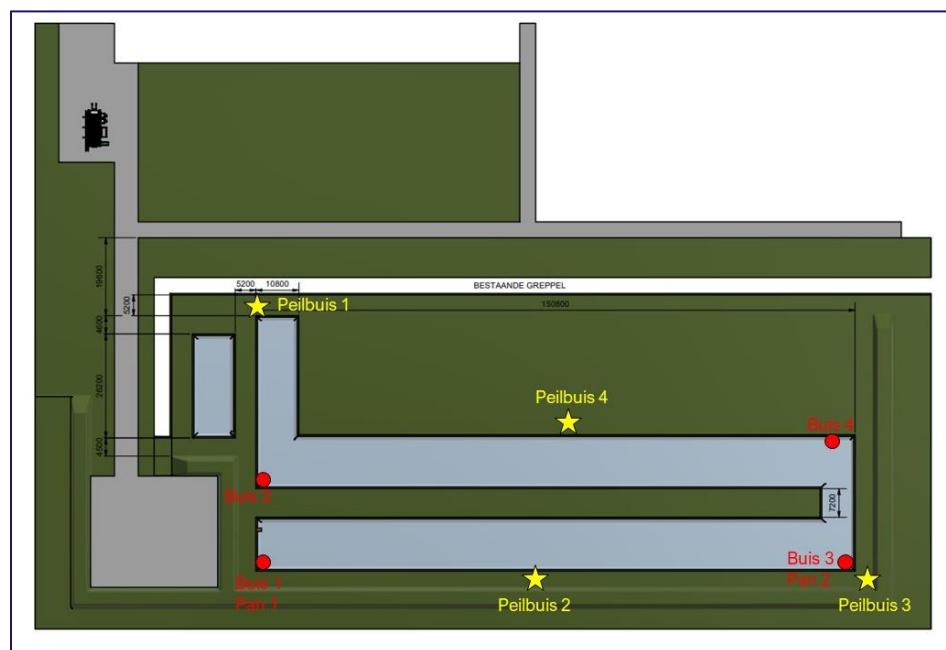 19600
5200
10800
BESTAANDE GREPPEL
5200
Peilbuis 1
150800
4600
26200
Peilbuis 4
Buis 4
4500
Buis 2
7200
Buis 1
Pan 1
Buis 3
Pan 2
Peilbuis 2
Peilbuis 3